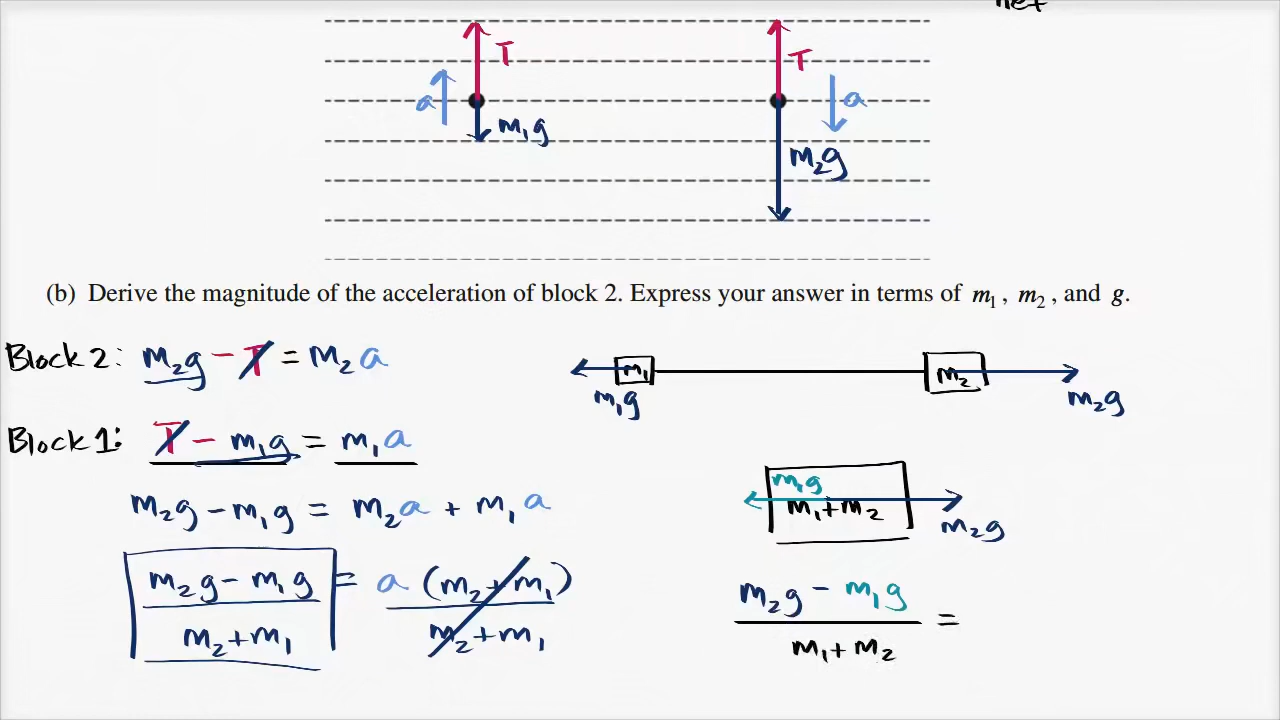 net
T
T
a
a
m₁g
m₂g
(b) Derive the magnitude of the acceleration of block 2. Express your answer in terms of m₁, m₂, and g.
Block 2: m₂g - T = m₂a
m₁
m₂
m₁g
m₂g
Block 1: T - m₁g = m₁a
m₂g - m₁g = m₂a + m₁a
m₁g
m₁+m₂
m₂g
m₂g - m₁g = a (m₂+m₁)
m₂+m₁ m₂+m₁
m₂g - m₁g =
m₁+m₂